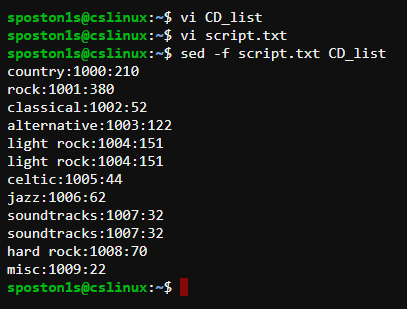 sposton1s@cslinux:~$ vi CD_list
sposton1s@cslinux:~$ vi script.txt
sposton1s@cslinux:~$ sed -f script.txt CD_list
country:1000:210
rock:1001:380
classical:1002:52
alternative:1003:122
light rock:1004:151
light rock:1004:151
celtic:1005:44
jazz:1006:62
soundtracks:1007:32
soundtracks:1007:32
hard rock:1008:70
misc:1009:22
sposton1s@cslinux:~$